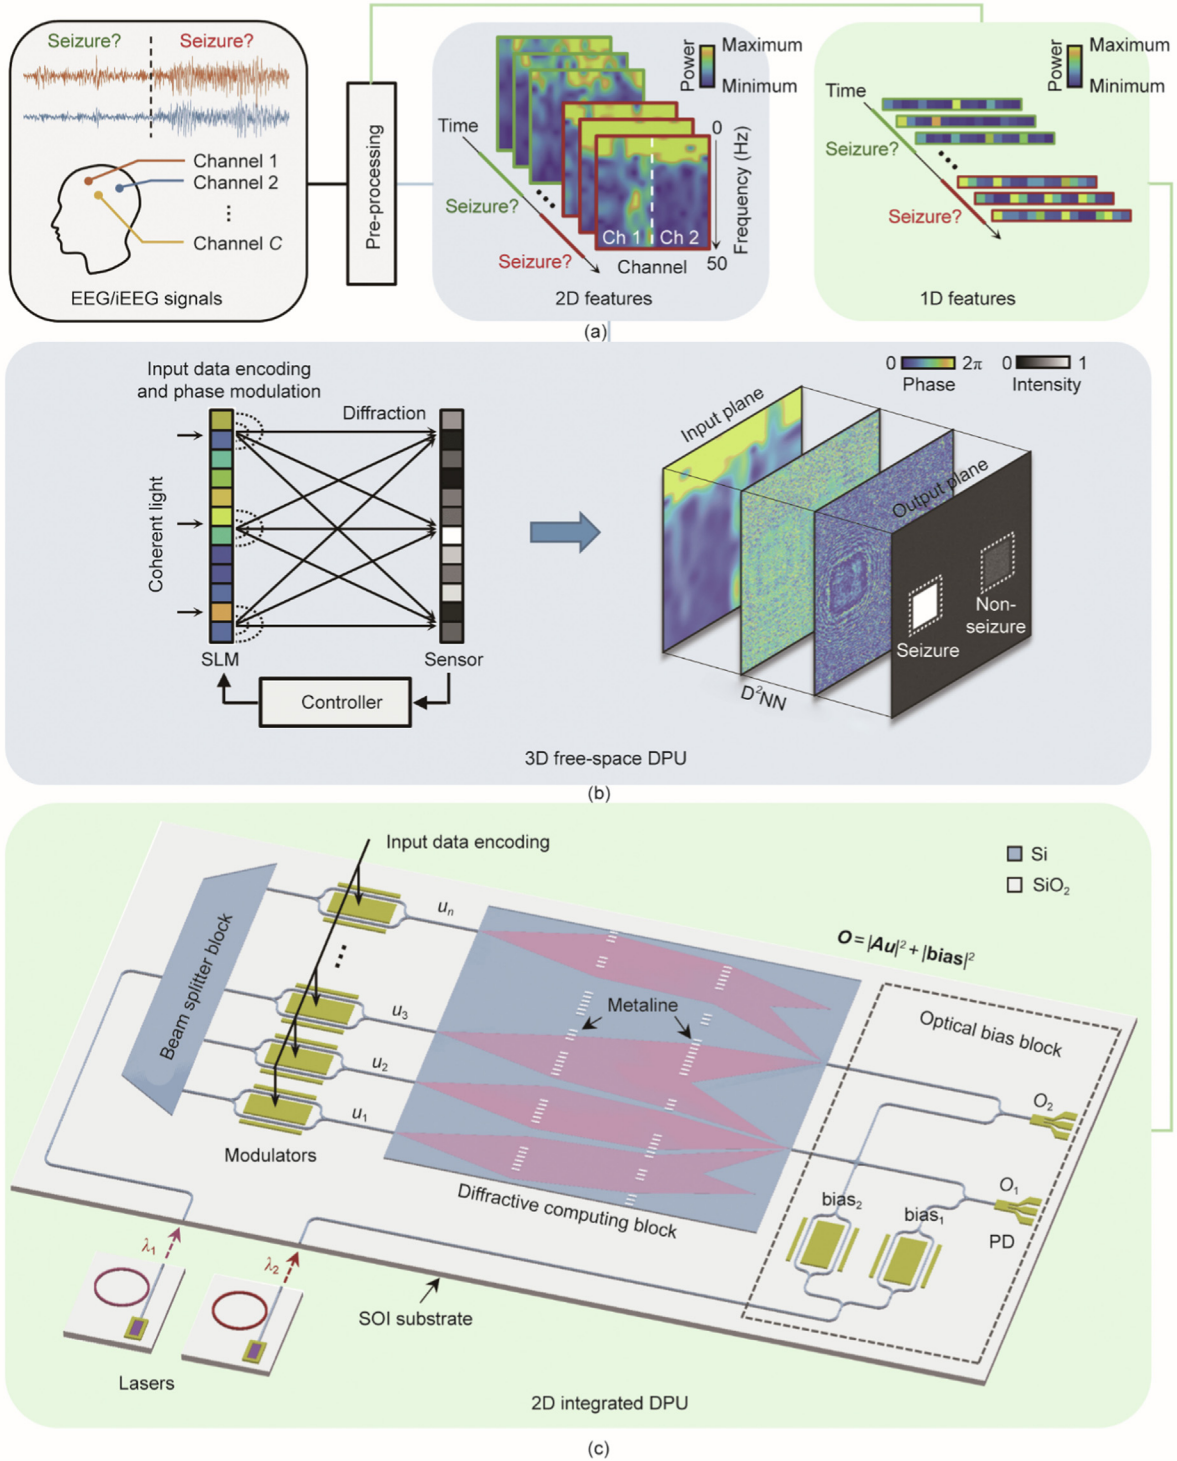 Seizure?
Seizure?
Channel 1
Channel 2
Channel C
EEG/iEEG signals
Pre-processing
Power
Maximum
Minimum
Time
Seizure?
Seizure?
0
Frequency (Hz)
50
Ch 1
Ch 2
Channel
2D features
Power
Maximum
Minimum
Time
Seizure?
Seizure?
1D features
(a)
Input data encoding
and phase modulation
Diffraction
Coherent light
SLM
Sensor
Controller
0 2π
Phase
0 1
Intensity
Input plane
Output plane
Seizure
Non-
seizure
D²NN
3D free-space DPU
(b)
Input data encoding
Si
SiO₂
Beam splitter block
uₙ
u₃
u₂
u₁
Modulators
Metaline
Diffractive computing block
O = |Au|² + |bias|²
Optical bias block
O₂
O₁
PD
bias₂
bias₁
λ₁
λ₂
SOI substrate
Lasers
2D integrated DPU
(c)